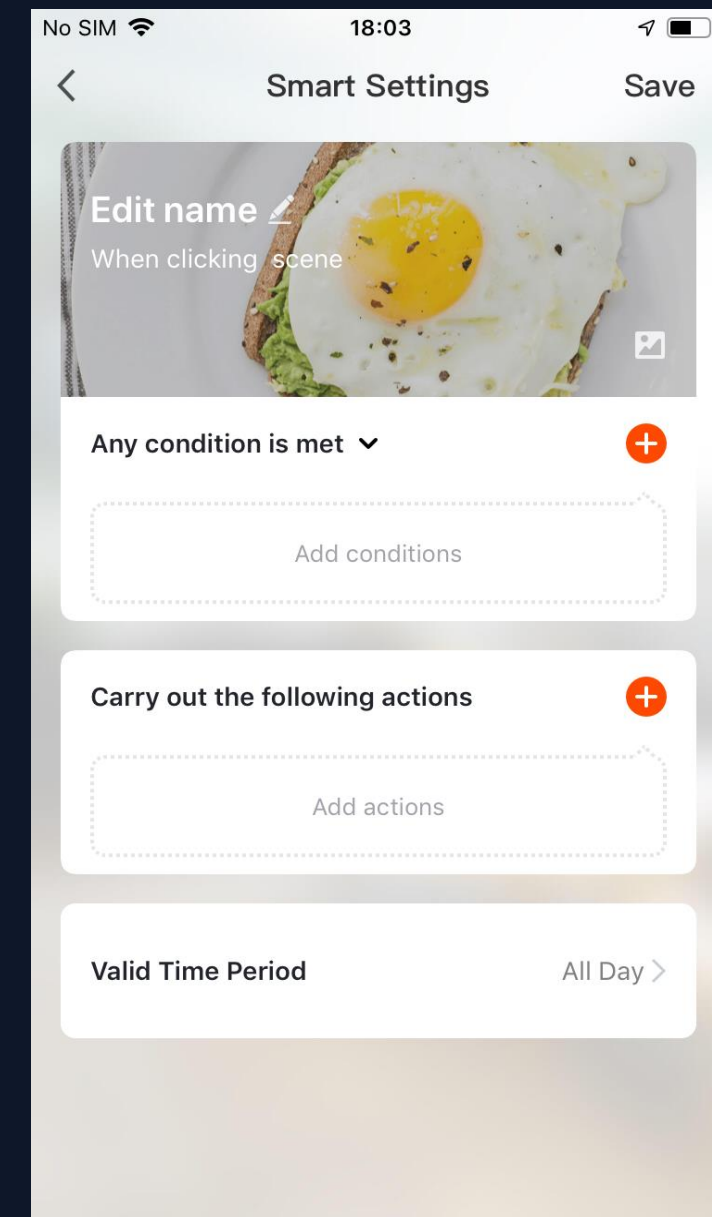 No SIM 18:03
Smart Settings Save
Edit name
When clicking scene
Any condition is met
Add conditions
Carry out the following actions
Add actions
Valid Time Period All Day